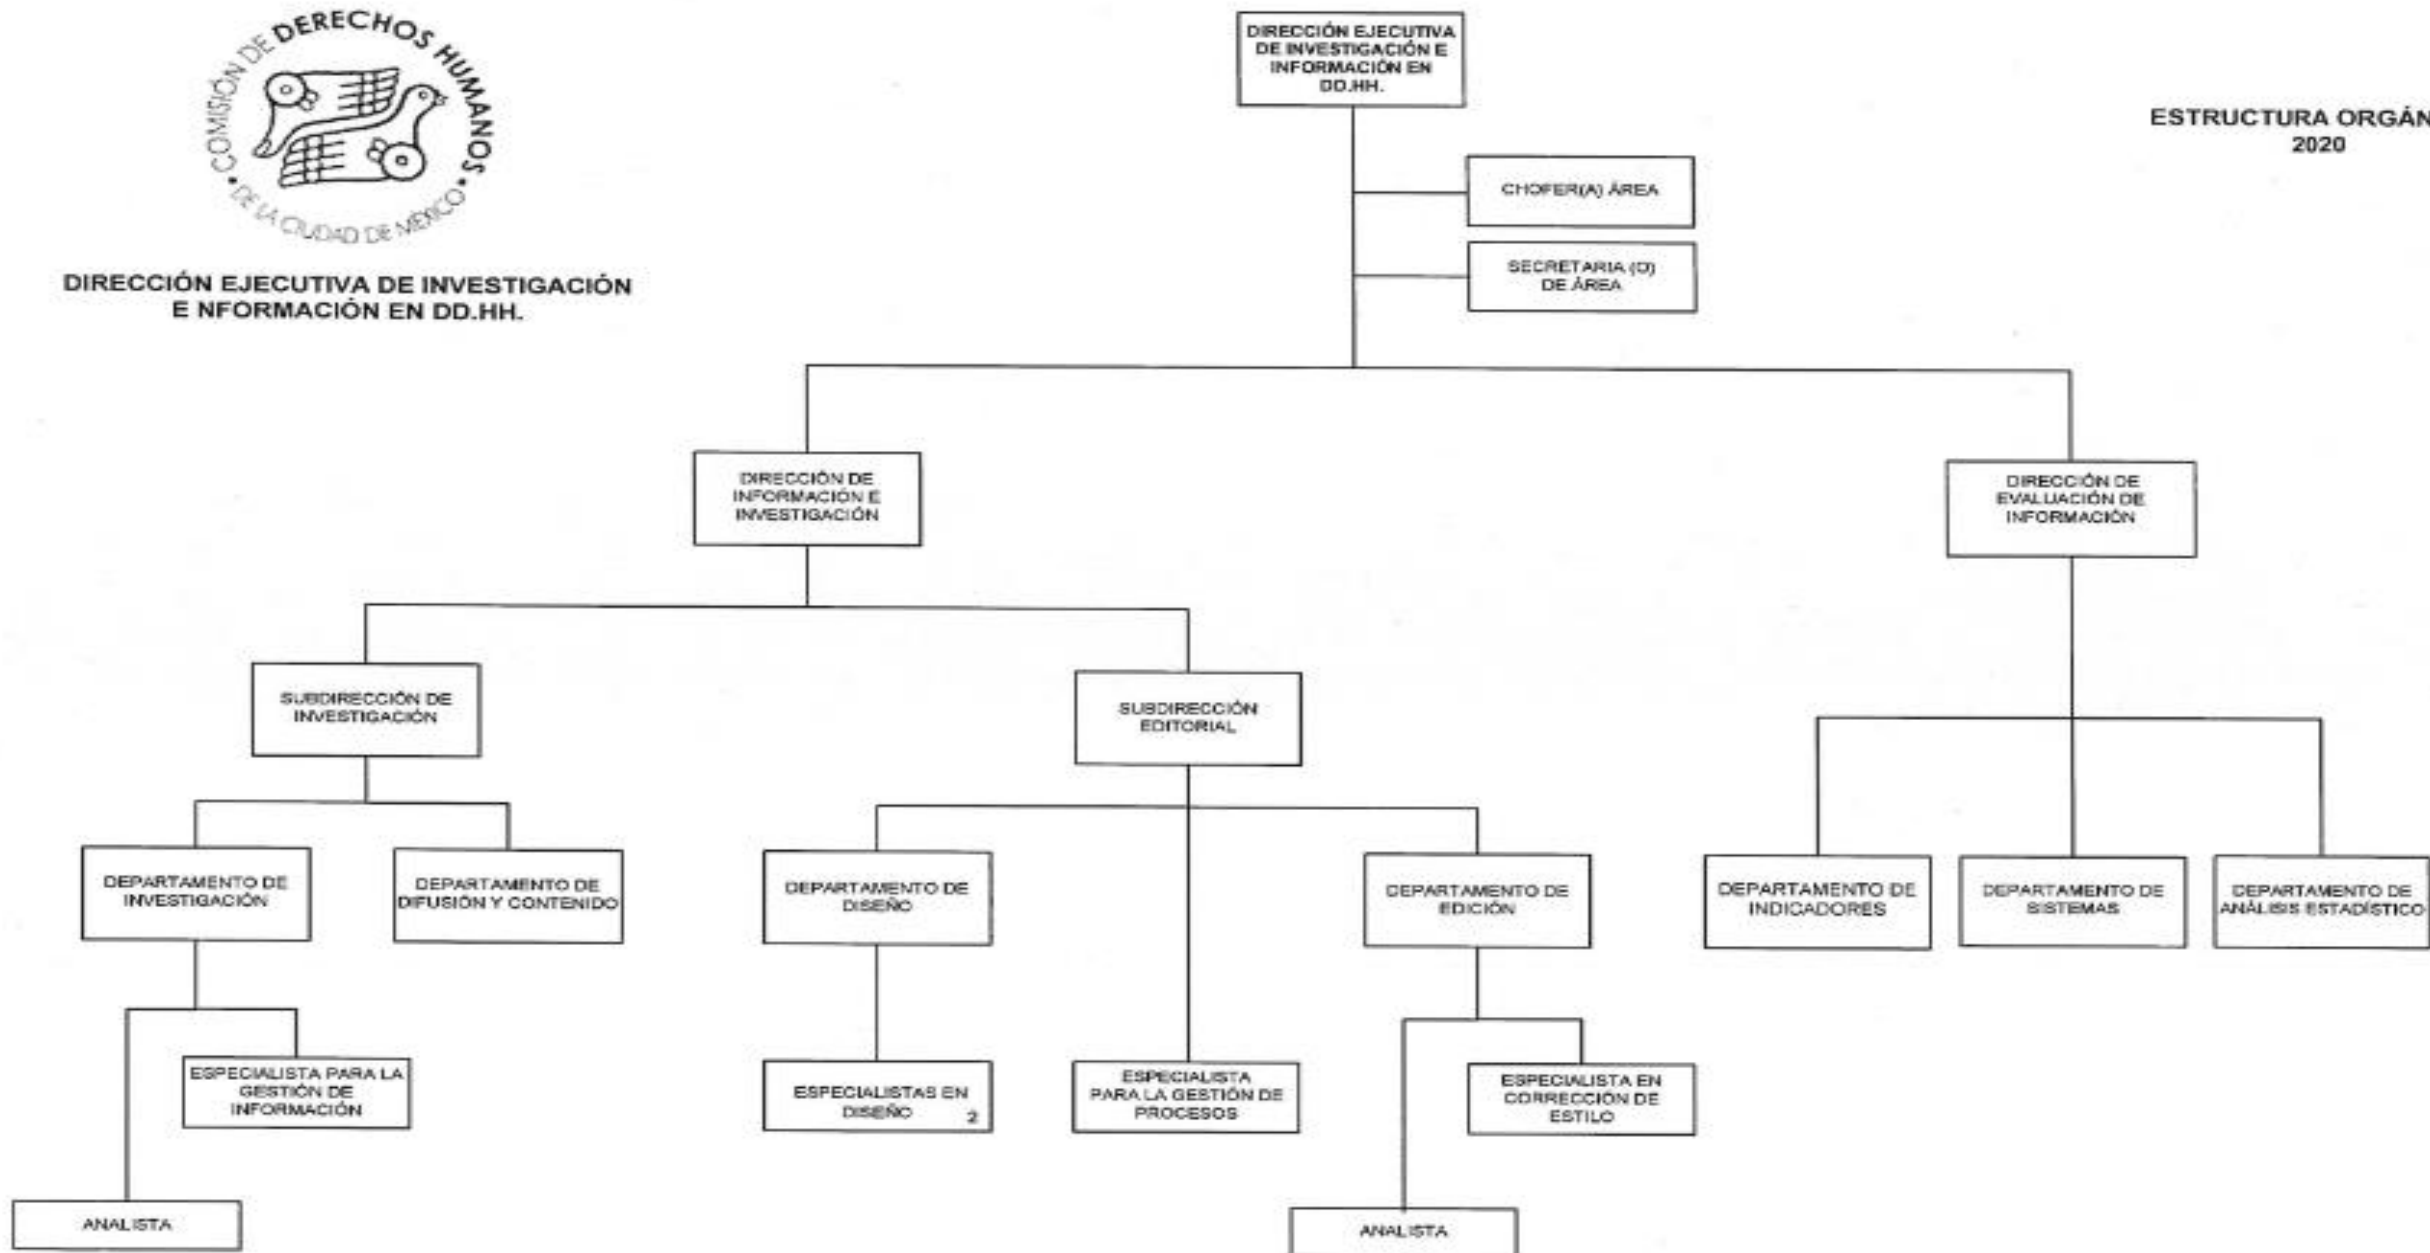 COMISIÓN DE DERECHOS HUMANOS
• DE LA CIUDAD DE MÉXICO •
DIRECCIÓN EJECUTIVA DE INVESTIGACIÓN
E NFORMACIÓN EN DD.HH.
DIRECCIÓN EJECUTIVA
DE INVESTIGACIÓN E
INFORMACIÓN EN
DD.HH.
ESTRUCTURA ORGÁN
2020
CHOFER(A) ÁREA
SECRETARIA (O)
DE ÁREA
DIRECCIÓN DE
INFORMACIÓN E
INVESTIGACIÓN
DIRECCIÓN DE
EVALUACIÓN DE
INFORMACIÓN
SUBDIRECCIÓN DE
INVESTIGACIÓN
SUBDIRECCIÓN
EDITORIAL
DEPARTAMENTO DE
INVESTIGACIÓN
DEPARTAMENTO DE
DIFUSIÓN Y CONTENIDO
DEPARTAMENTO DE
DISEÑO
DEPARTAMENTO DE
EDICIÓN
DEPARTAMENTO DE
INDICADORES
DEPARTAMENTO DE
SISTEMAS
DEPARTAMENTO DE
ANÁLISIS ESTADÍSTICO
ESPECIALISTA PARA LA
GESTIÓN DE
INFORMACIÓN
ESPECIALISTAS EN
DISEÑO 2
ESPECIALISTA
PARA LA GESTIÓN DE
PROCESOS
ESPECIALISTA EN
CORRECCIÓN DE
ESTILO
ANALISTA
ANALISTA